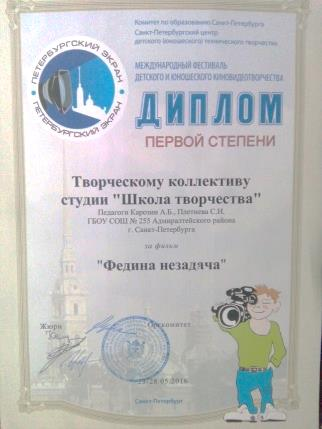 Комитет по образованию Санкт-Петербурга
Санкт-Петербургский центр
детского (юношеского) технического творчества
ПЕТЕРБУРГСКИЙ ЭКРАН
ПЕТЕРБУРГСКИЙ ЭКРАН
МЕЖДУНАРОДНЫЙ ФЕСТИВАЛЬ
ДЕТСКОГО И ЮНОШЕСКОГО КИНОВИДЕОТВОРЧЕСТВА
ДИПЛОМ
ПЕРВОЙ СТЕПЕНИ
Творческому коллективу
студии "Школа творчества"
Педагоги Карепин А.Б., Плетнева С.И.
ГБОУ СОШ № 255 Адмиралтейского района
г. Санкт-Петербурга
за фильм
"Федина незадача"
Жюри
Оргкомитет
28.05.2016
Санкт-Петербург